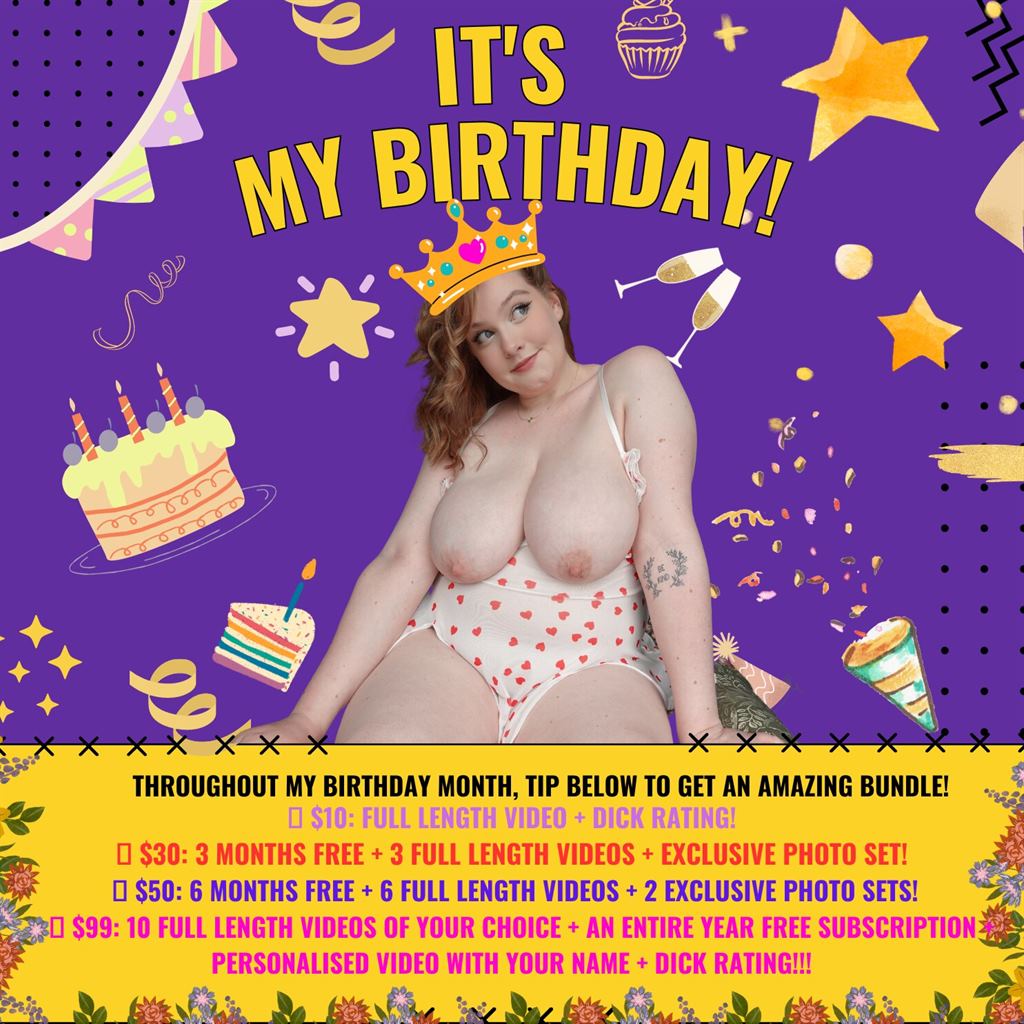 IT'S
MY BIRTHDAY!
BE
KIND
THROUGHOUT MY BIRTHDAY MONTH, TIP BELOW TO GET AN AMAZING BUNDLE!
$10: FULL LENGTH VIDEO + DICK RATING!
$30: 3 MONTHS FREE + 3 FULL LENGTH VIDEOS + EXCLUSIVE PHOTO SET!
$50: 6 MONTHS FREE + 6 FULL LENGTH VIDEOS + 2 EXCLUSIVE PHOTO SETS!
$99: 10 FULL LENGTH VIDEOS OF YOUR CHOICE + AN ENTIRE YEAR FREE SUBSCRIPTION +
PERSONALISED VIDEO WITH YOUR NAME + DICK RATING!!!